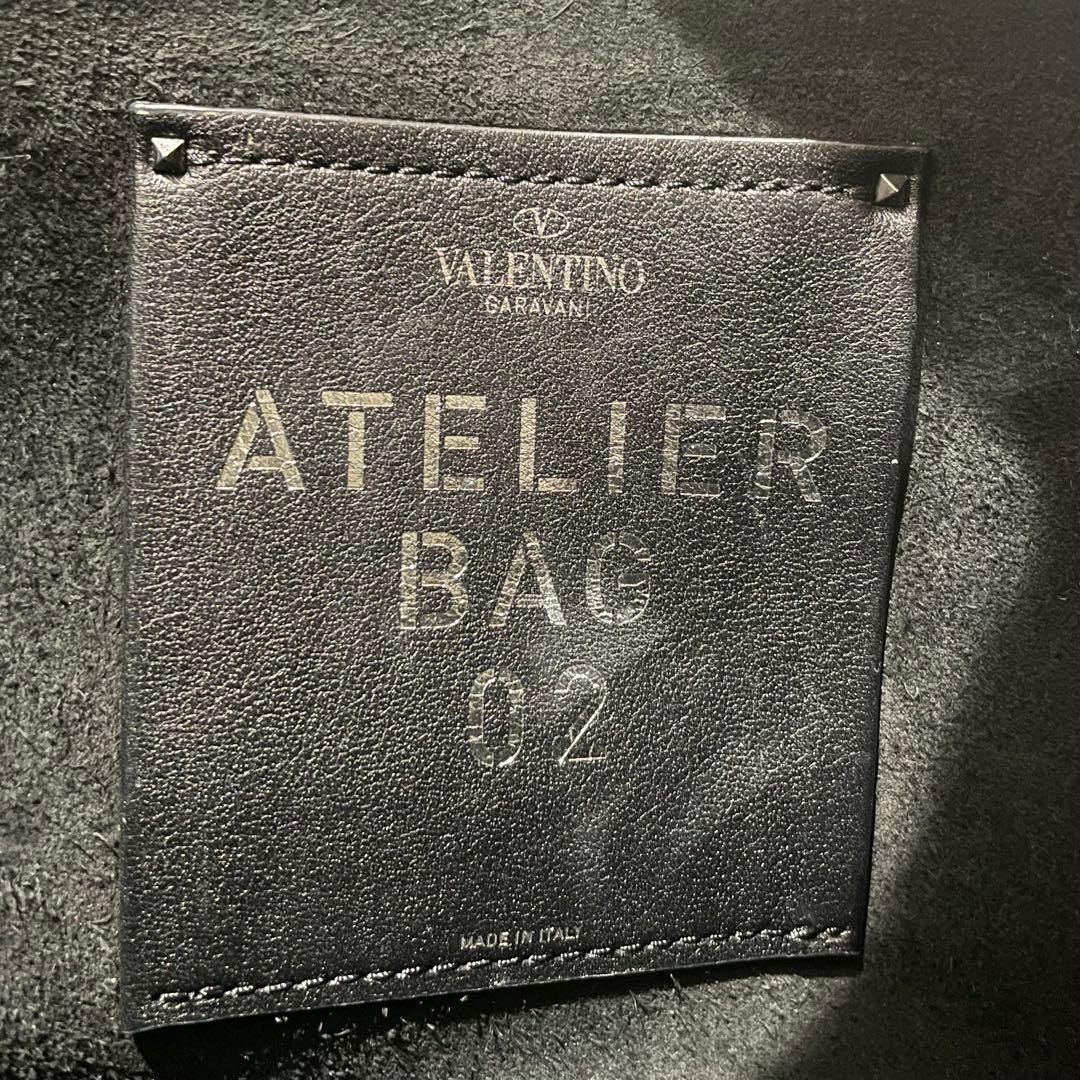 VALENTINO
GARAVANI
ATELIER
BAG
02
MADE IN ITALY